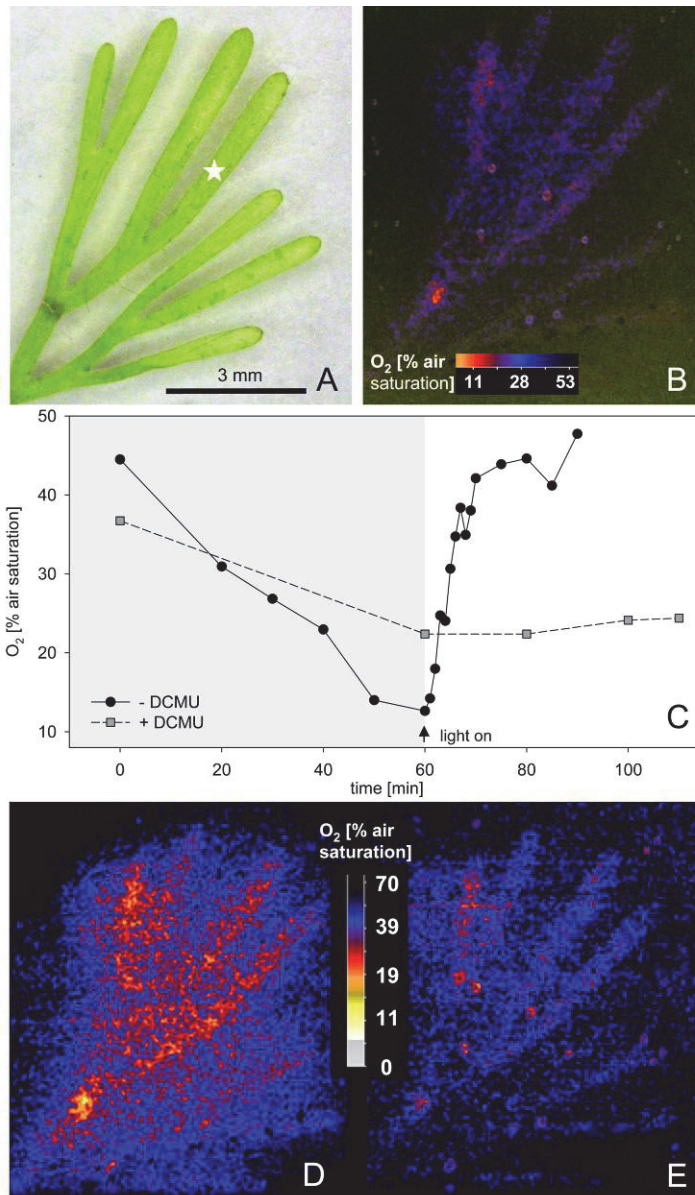 3 mm
A
O₂ [% air
saturation]
11 28 53
B
50
40
30
20
10
O₂ [% air saturation]
- DCMU
+ DCMU
light on
C
0 20 40 60 80 100
time [min]
O₂ [% air
saturation]
70
39
19
11
0
D
E